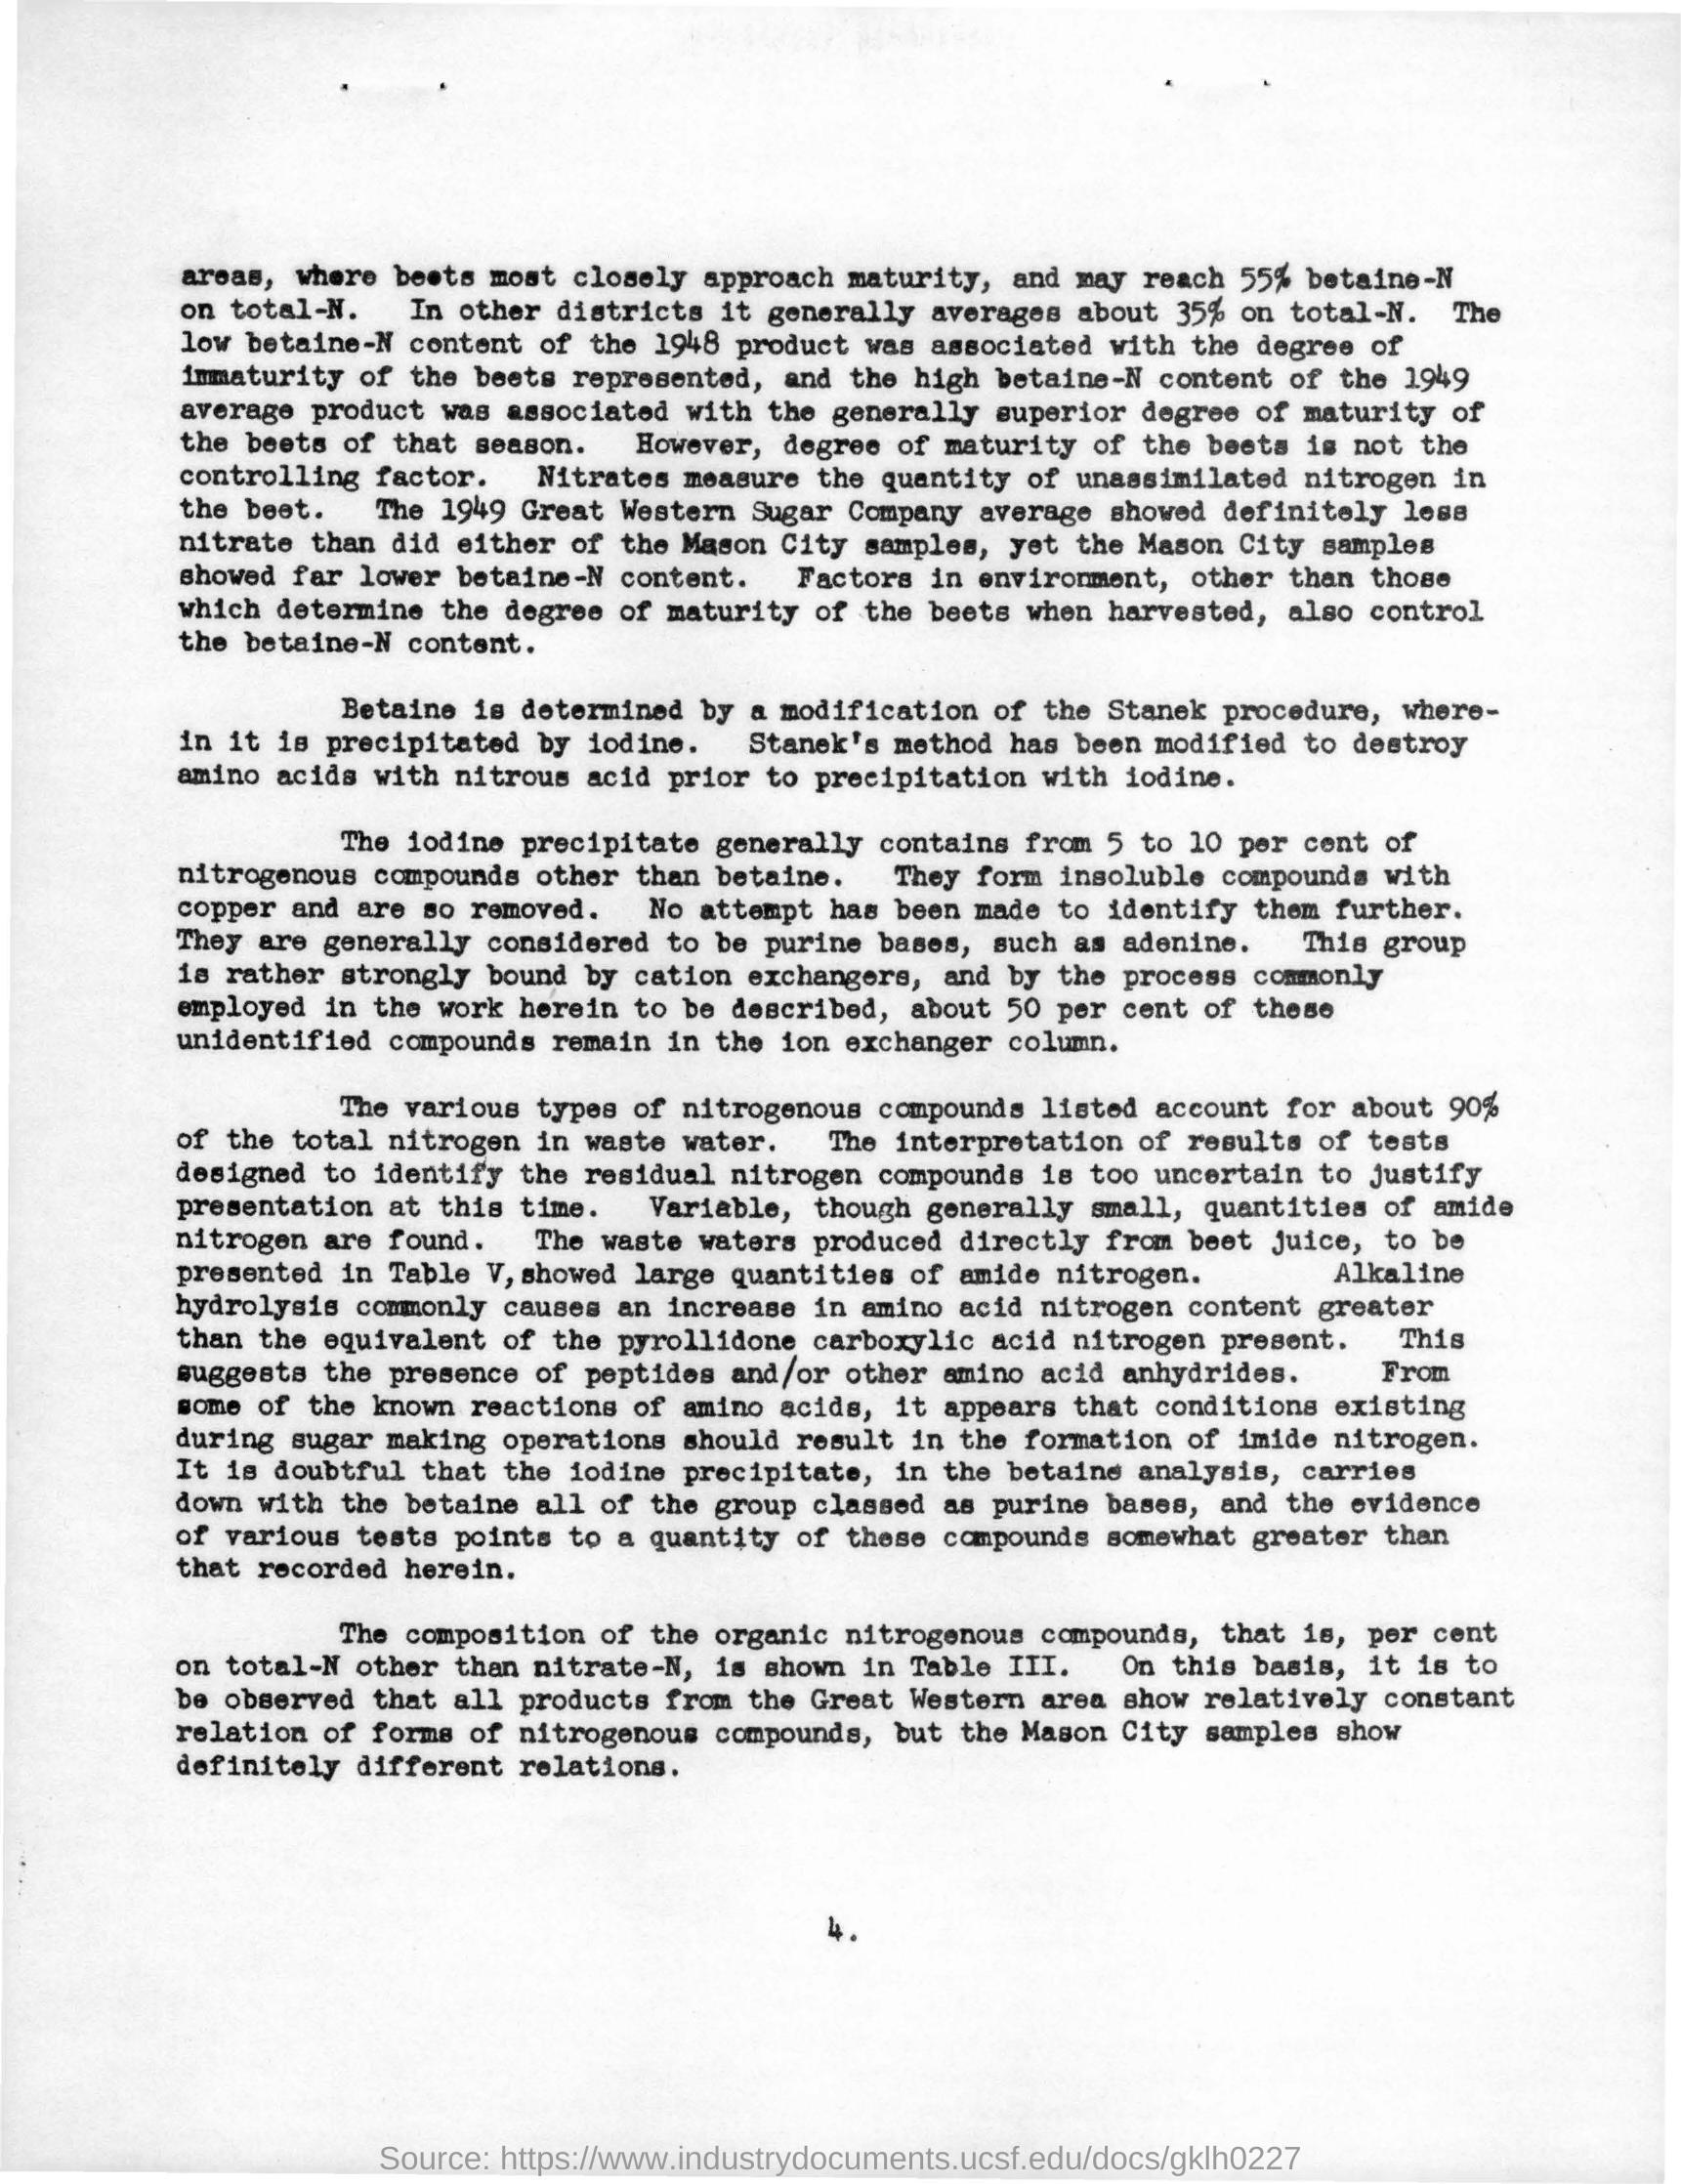 areas, where beets most closely approach maturity, and may reach 55% betaine-N
on total-N. In other districts it generally averages about 35% on total-N. The
low betaine-N content of the 1948 product was associated with the degree of
immaturity of the beets represented, and the high betaine-N content of the 1949
average product was associated with the generally superior degree of maturity of
the beets of that season. However, degree of maturity of the beets is not the
controlling factor. Nitrates measure the quantity of unassimilated nitrogen in
the beet. The 1949 Great Western Sugar Company average showed definitely less
nitrate than did either of the Mason City samples, yet the Mason City samples
showed far lower betaine-N content. Factors in environment, other than those
which determine the degree of maturity of the beets when harvested, also control
the betaine-N content.
Betaine is determined by a modification of the Stanek procedure, where-
in it is precipitated by iodine. Stanek's method has been modified to destroy
amino acids with nitrous acid prior to precipitation with iodine.
The iodine precipitate generally contains from 5 to 10 per cent of
nitrogenous compounds other than betaine. They form insoluble compounds with
copper and are so removed. No attempt has been made to identify them further.
They are generally considered to be purine bases, such as adenine. This group
is rather strongly bound by cation exchangers, and by the process commonly
employed in the work herein to be described, about 50 per cent of these
unidentified compounds remain in the ion exchanger column.
The various types of nitrogenous compounds listed account for about 90%
of the total nitrogen in waste water. The interpretation of results of tests
designed to identify the residual nitrogen compounds is too uncertain to justify
presentation at this time. Variable, though generally small, quantities of amide
nitrogen are found. The waste waters produced directly from beet juice, to be
presented in Table V, showed large quantities of amide nitrogen. Alkaline
hydrolysis commonly causes an increase in amino acid nitrogen content greater
than the equivalent of the pyrollidone carboxylic acid nitrogen present. This
suggests the presence of peptides and/or other amino acid anhydrides. From
some of the known reactions of amino acids, it appears that conditions existing
during sugar making operations should result in the formation of imide nitrogen.
It is doubtful that the iodine precipitate, in the betaine analysis, carries
down with the betaine all of the group classed as purine bases, and the evidence
of various tests points to a quantity of these compounds somewhat greater than
that recorded herein.
The composition of the organic nitrogenous compounds, that is, per cent
on total-N other than nitrate-N, is shown in Table III. On this basis, it is to
be observed that all products from the Great Western area show relatively constant
relation of forms of nitrogenous compounds, but the Mason City samples show
definitely different relations.
4.
Source: https://www.industrydocuments.ucsf.edu/docs/gklh0227